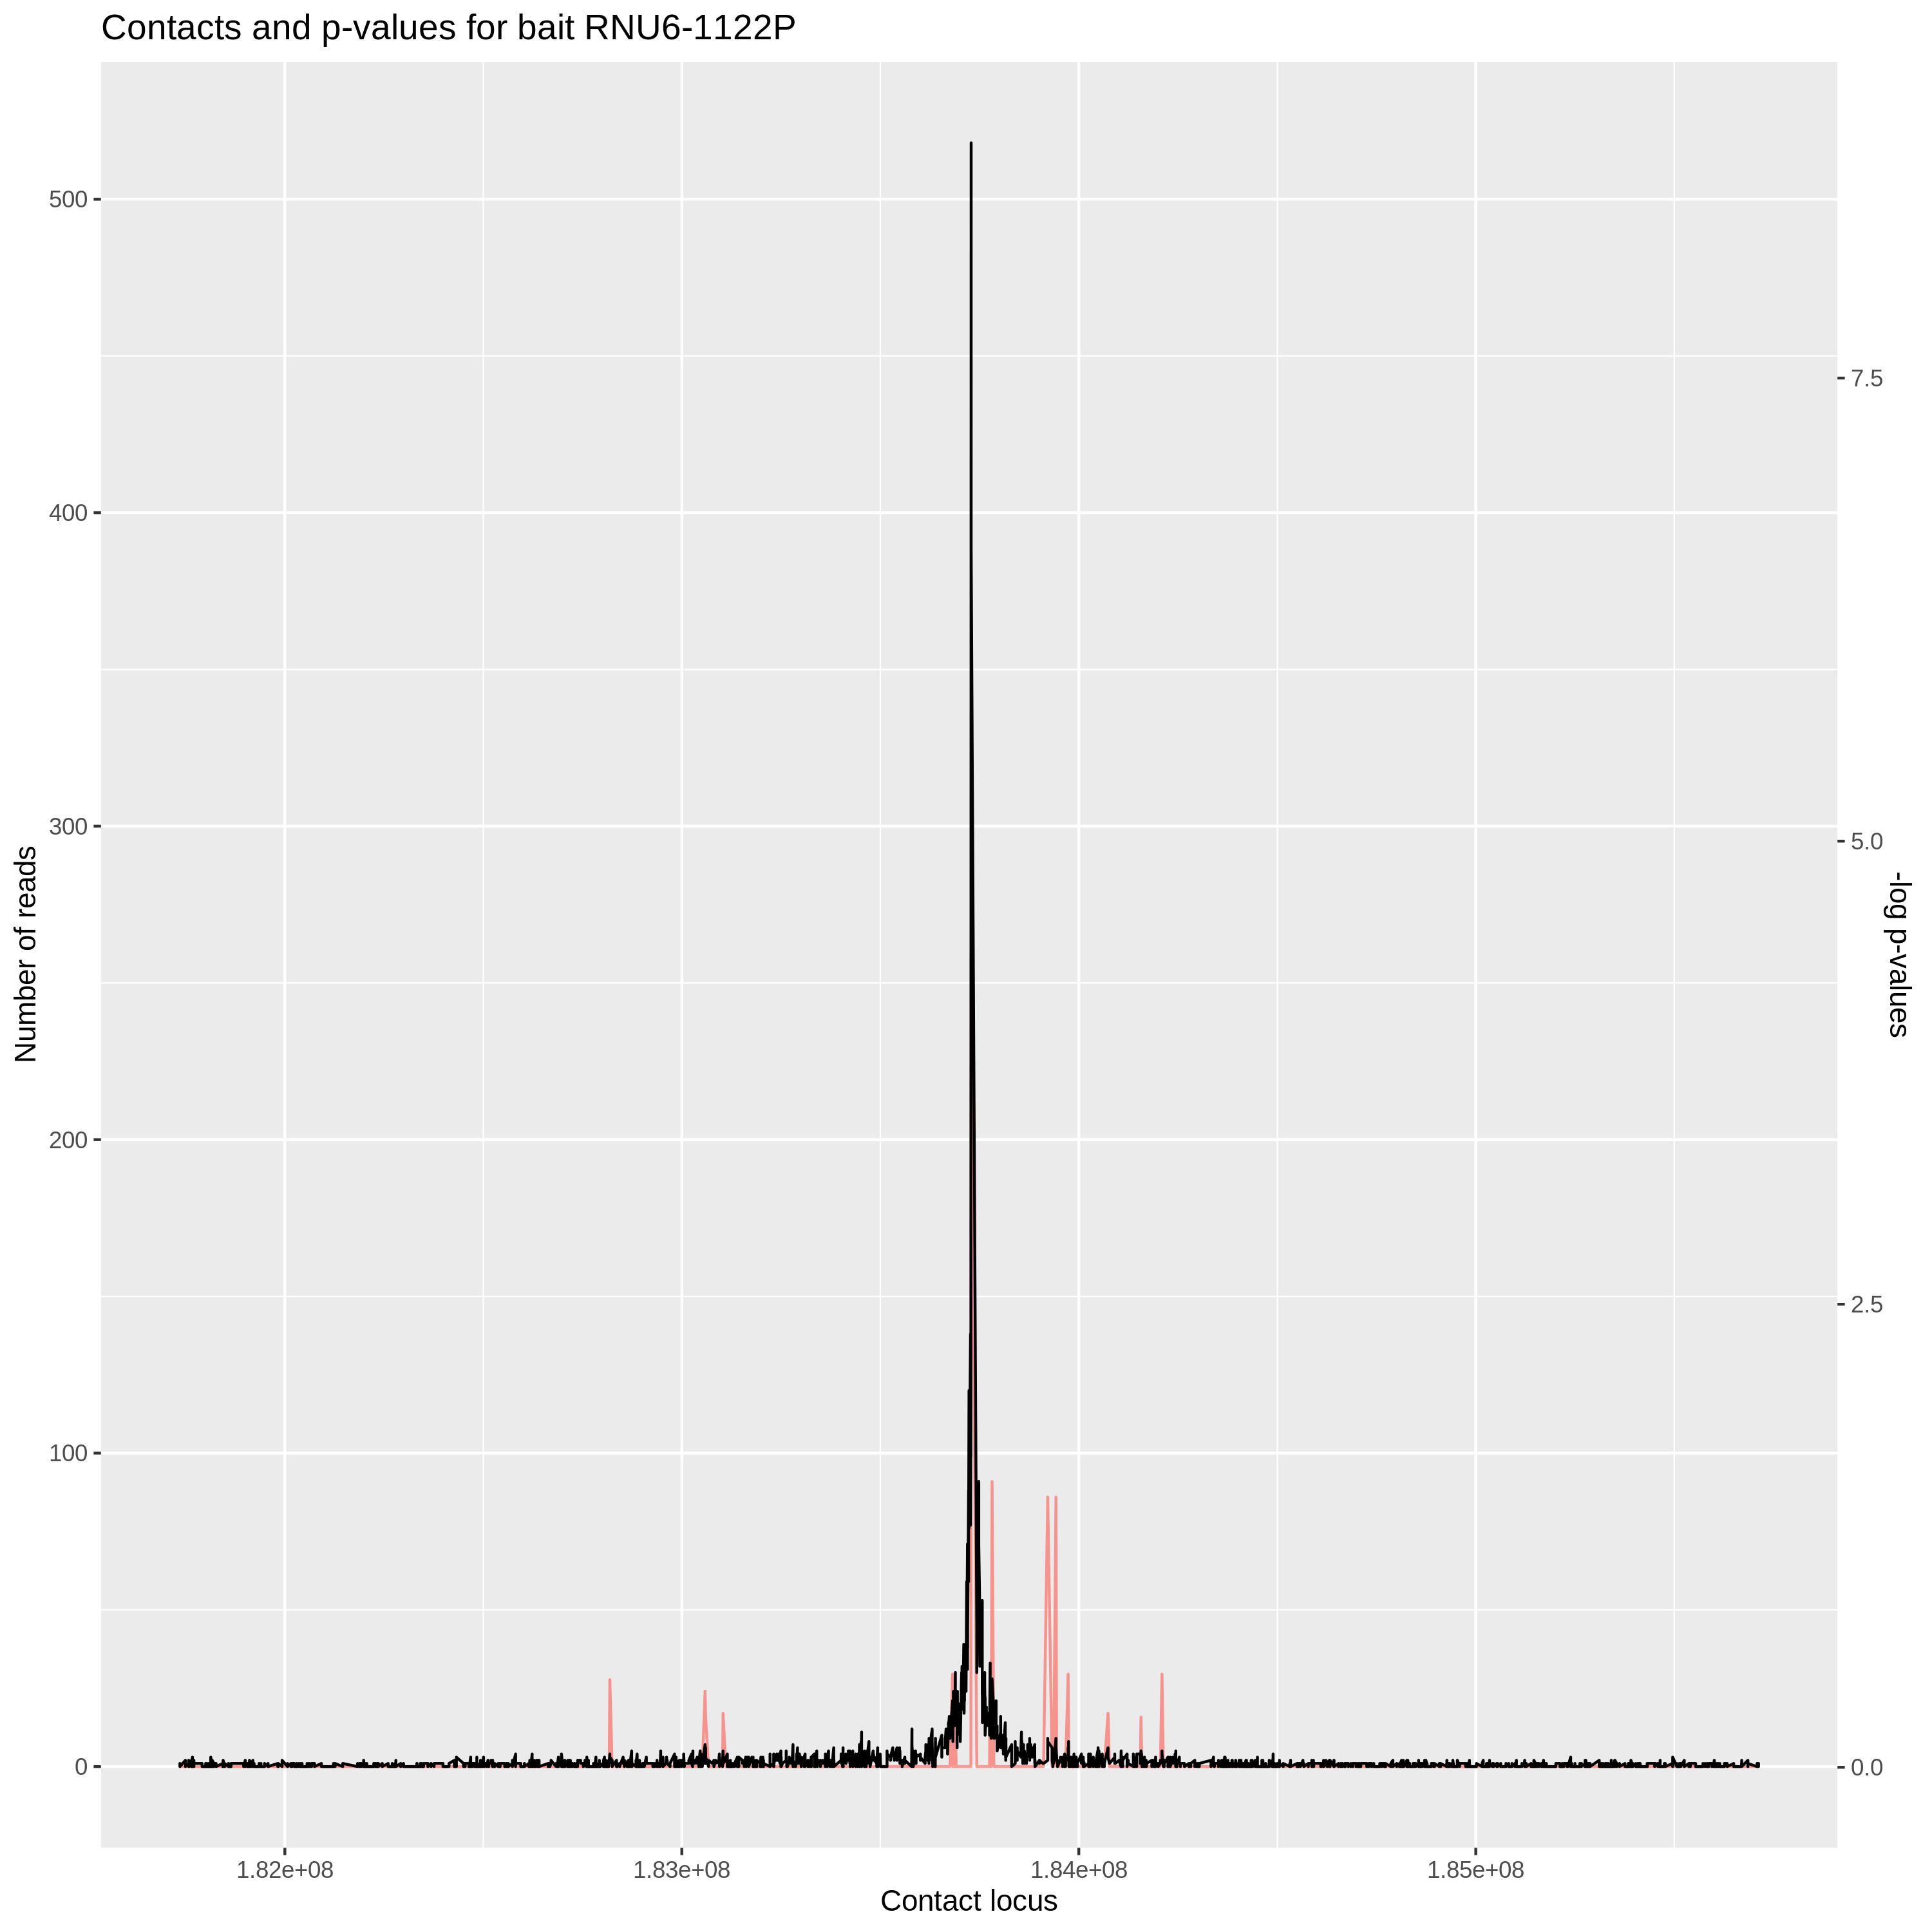 Contacts and p-values for bait RNU6-1122P
500
400
300
200
100
0
Number of reads
7.5
5.0
2.5
0.0
-log p-values
1.82e+08
1.83e+08
1.84e+08
1.85e+08
Contact locus